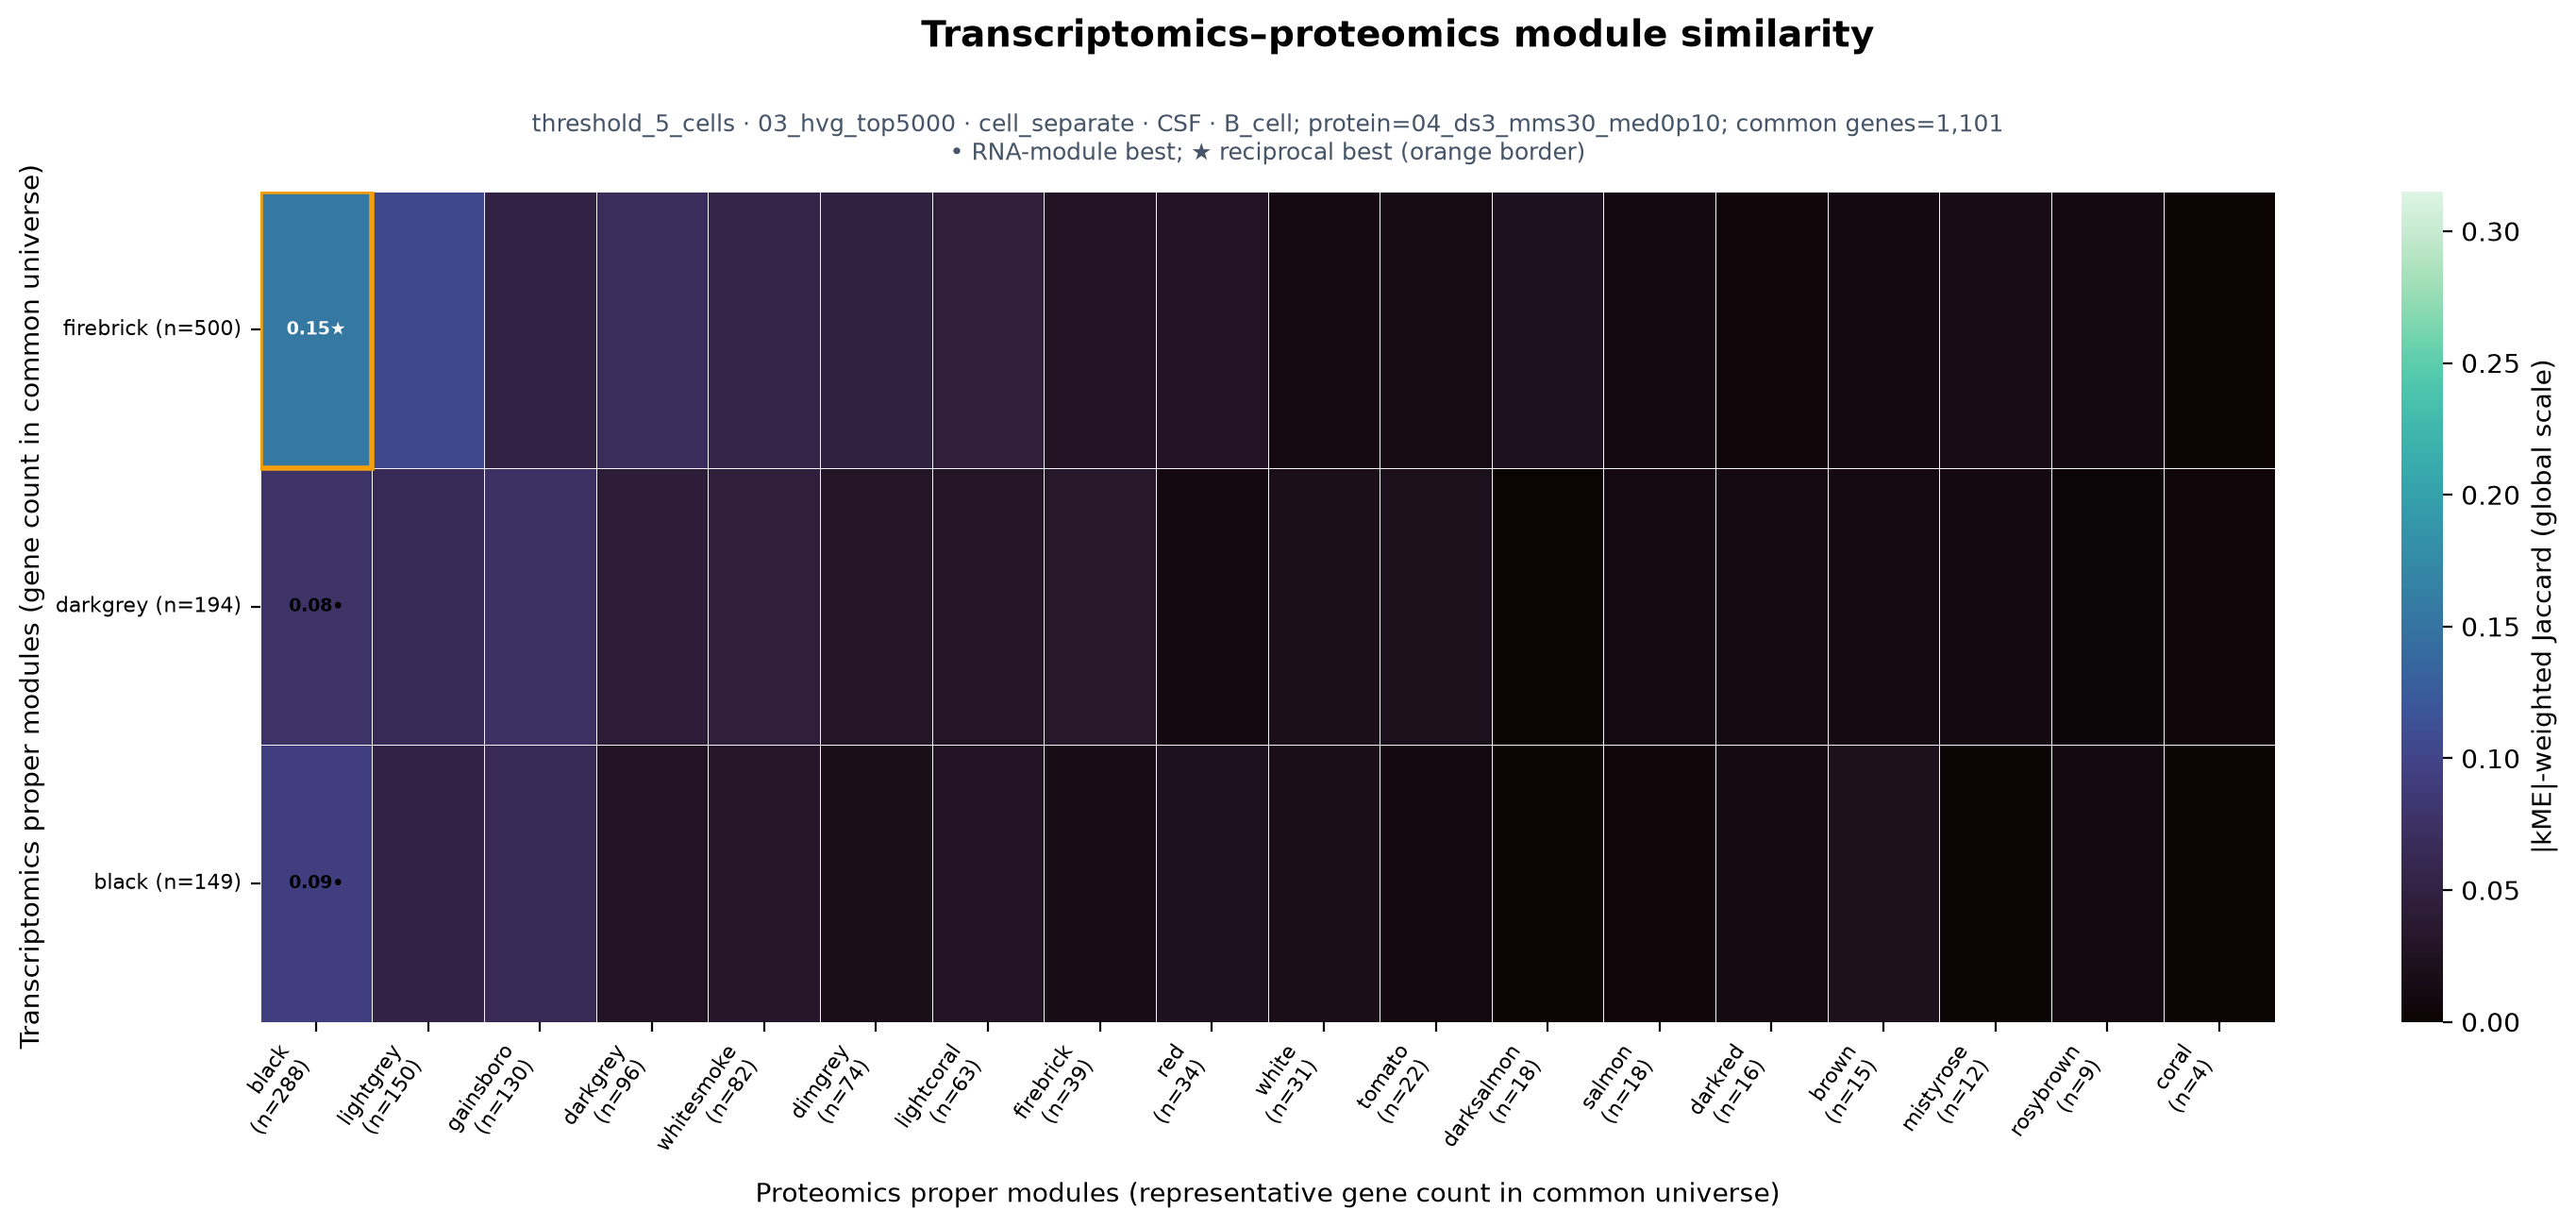 Transcriptomics–proteomics module similarity
threshold_5_cells · 03_hvg_top5000 · cell_separate · CSF · B_cell; protein=04_ds3_mms30_med0p10; common genes=1,101
• RNA-module best; ★ reciprocal best (orange border)
Transcriptomics proper modules (gene count in common universe)
firebrick (n=500)
darkgrey (n=194)
black (n=149)
0.15★
0.08•
0.09•
black
(n=288)
lightgrey
(n=150)
gainsboro
(n=130)
darkgrey
(n=96)
whitesmoke
(n=82)
dimgrey
(n=74)
lightcoral
(n=63)
firebrick
(n=39)
red
(n=34)
white
(n=31)
tomato
(n=22)
darksalmon
(n=18)
salmon
(n=18)
darkred
(n=16)
brown
(n=15)
mistyrose
(n=12)
rosybrown
(n=9)
coral
(n=4)
Proteomics proper modules (representative gene count in common universe)
0.30
0.25
0.20
0.15
0.10
0.05
0.00
|kME|-weighted Jaccard (global scale)